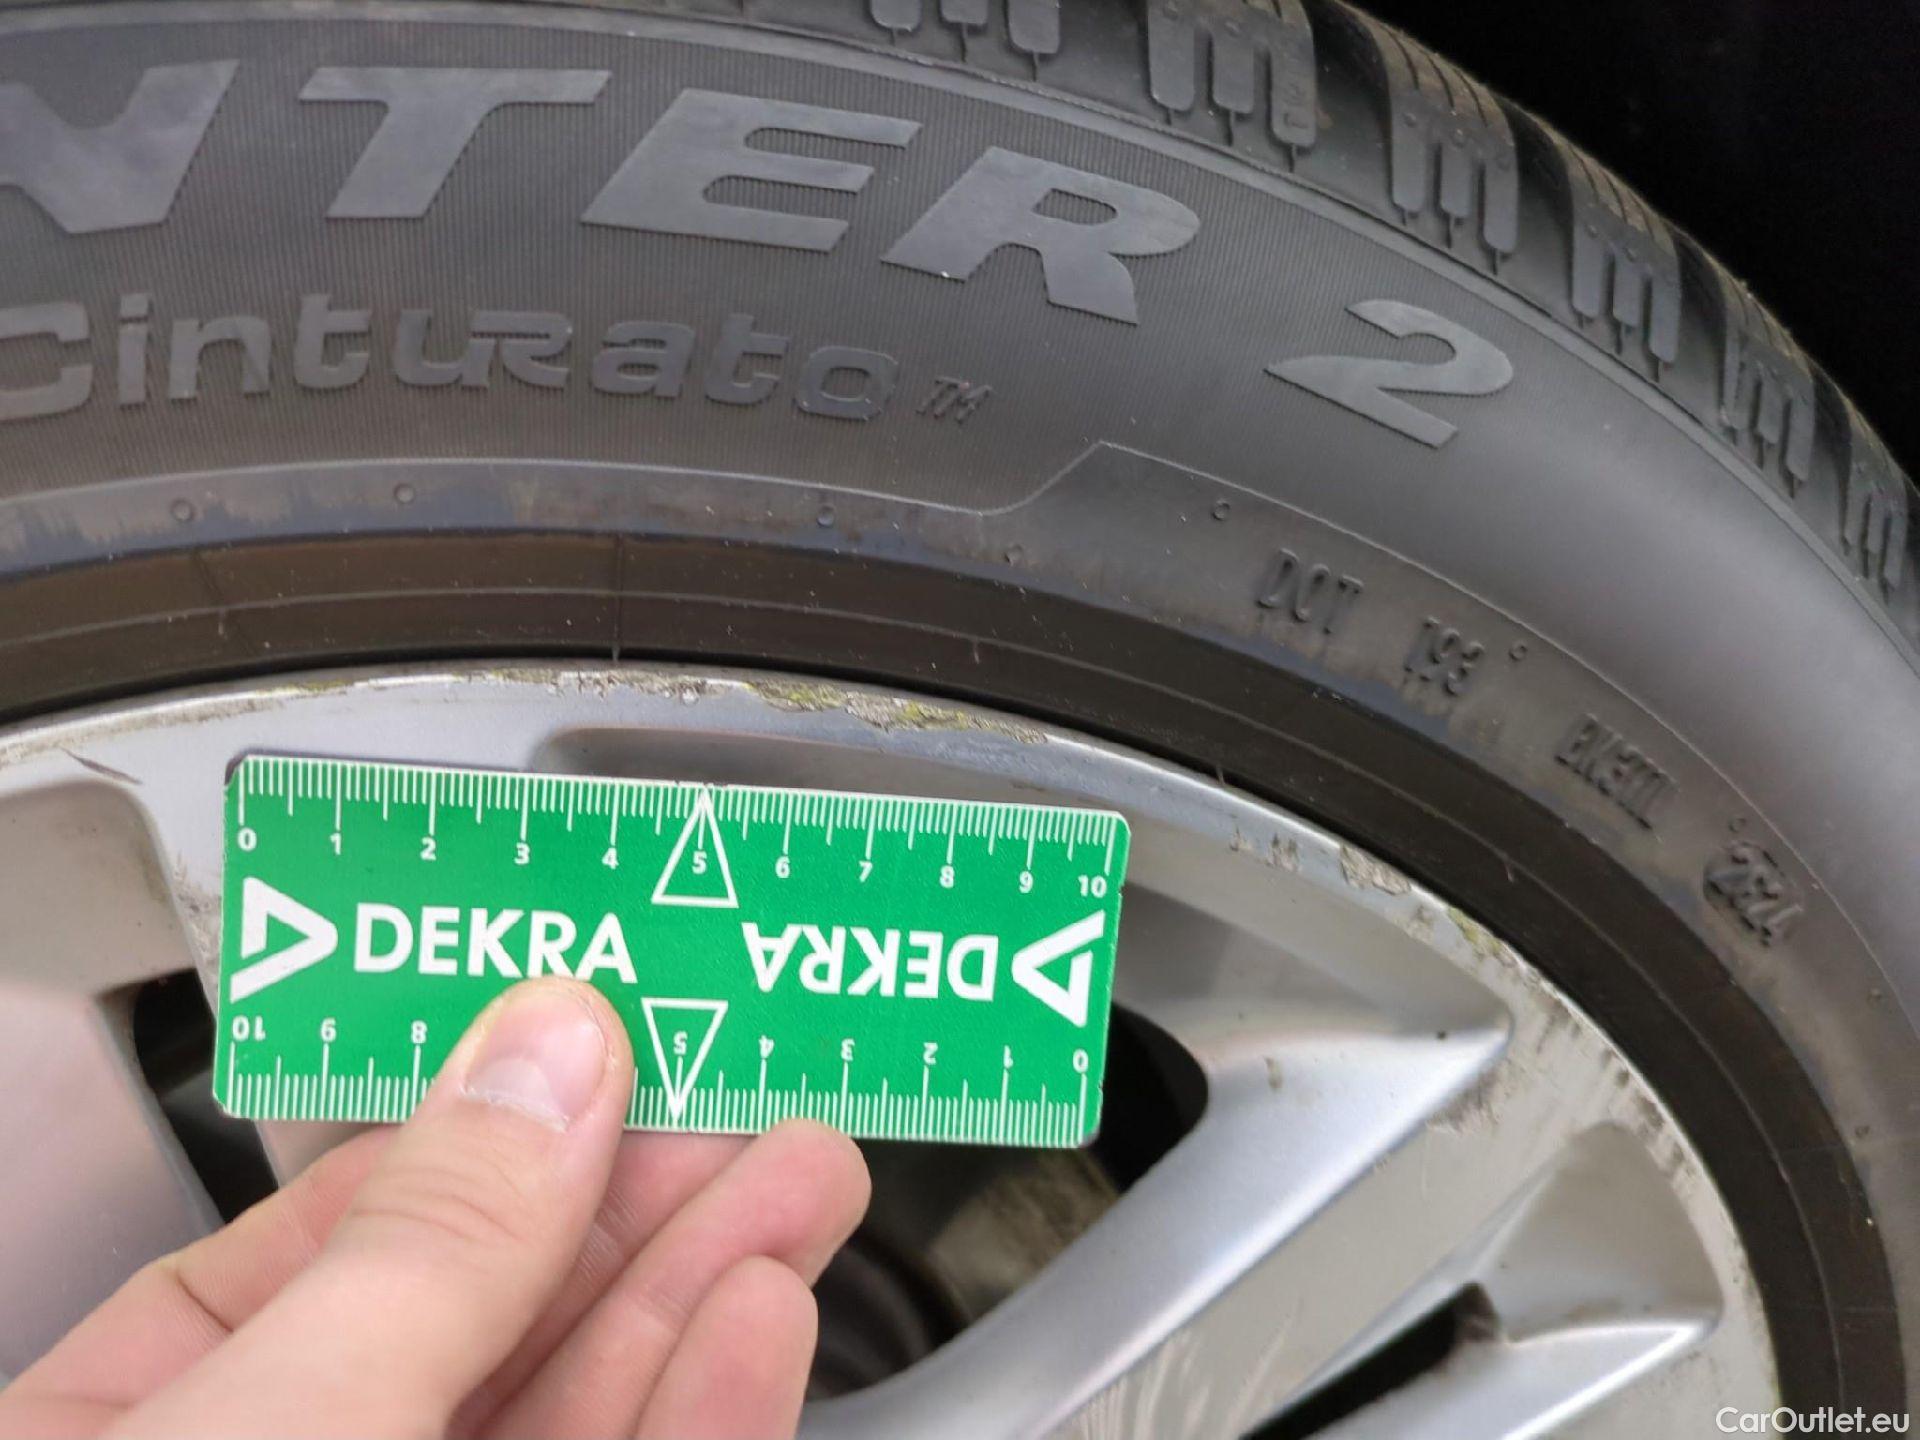 NTER 2
Cinturato™
DOT 193
0 1 2 3 4 5 6 7 8 9 10
DEKRA DEKRA
10 9 8 5 4 3 2 1 0
CarOutlet.eu